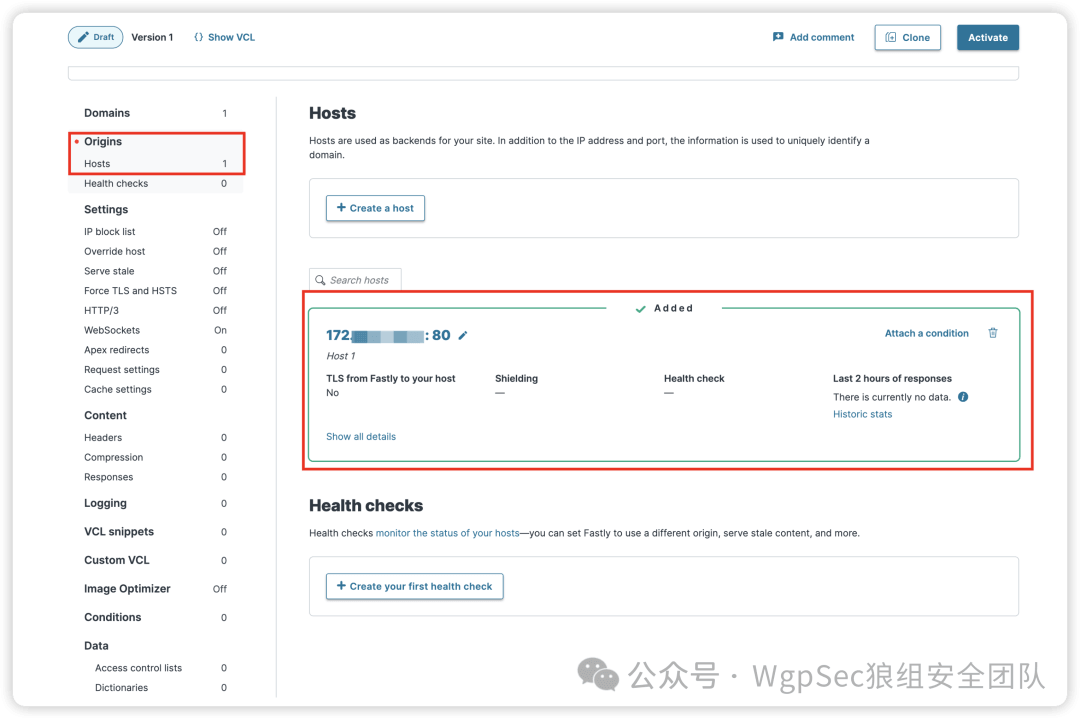 Draft Version 1 {} Show VCL Add comment Clone Activate
Domains 1
Origins
Hosts 1
Health checks 0
Settings
IP block list Off
Override host Off
Serve stale Off
Force TLS and HSTS Off
HTTP/3 Off
WebSockets On
Apex redirects 0
Request settings 0
Cache settings 0
Content
Headers 0
Compression 0
Responses 0
Logging 0
VCL snippets 0
Custom VCL 0
Image Optimizer Off
Conditions 0
Data
Access control lists 0
Dictionaries 0
Hosts
Hosts are used as backends for your site. In addition to the IP address and port, the information is used to uniquely identify a
domain.
+ Create a host
Search hosts
Added
172. : 80 Attach a condition
Host 1
TLS from Fastly to your host Shielding Health check Last 2 hours of responses
No — — There is currently no data.
Historic stats
Show all details
Health checks
Health checks monitor the status of your hosts—you can set Fastly to use a different origin, serve stale content, and more.
+ Create your first health check
公众号 · WgpSec狼组安全团队